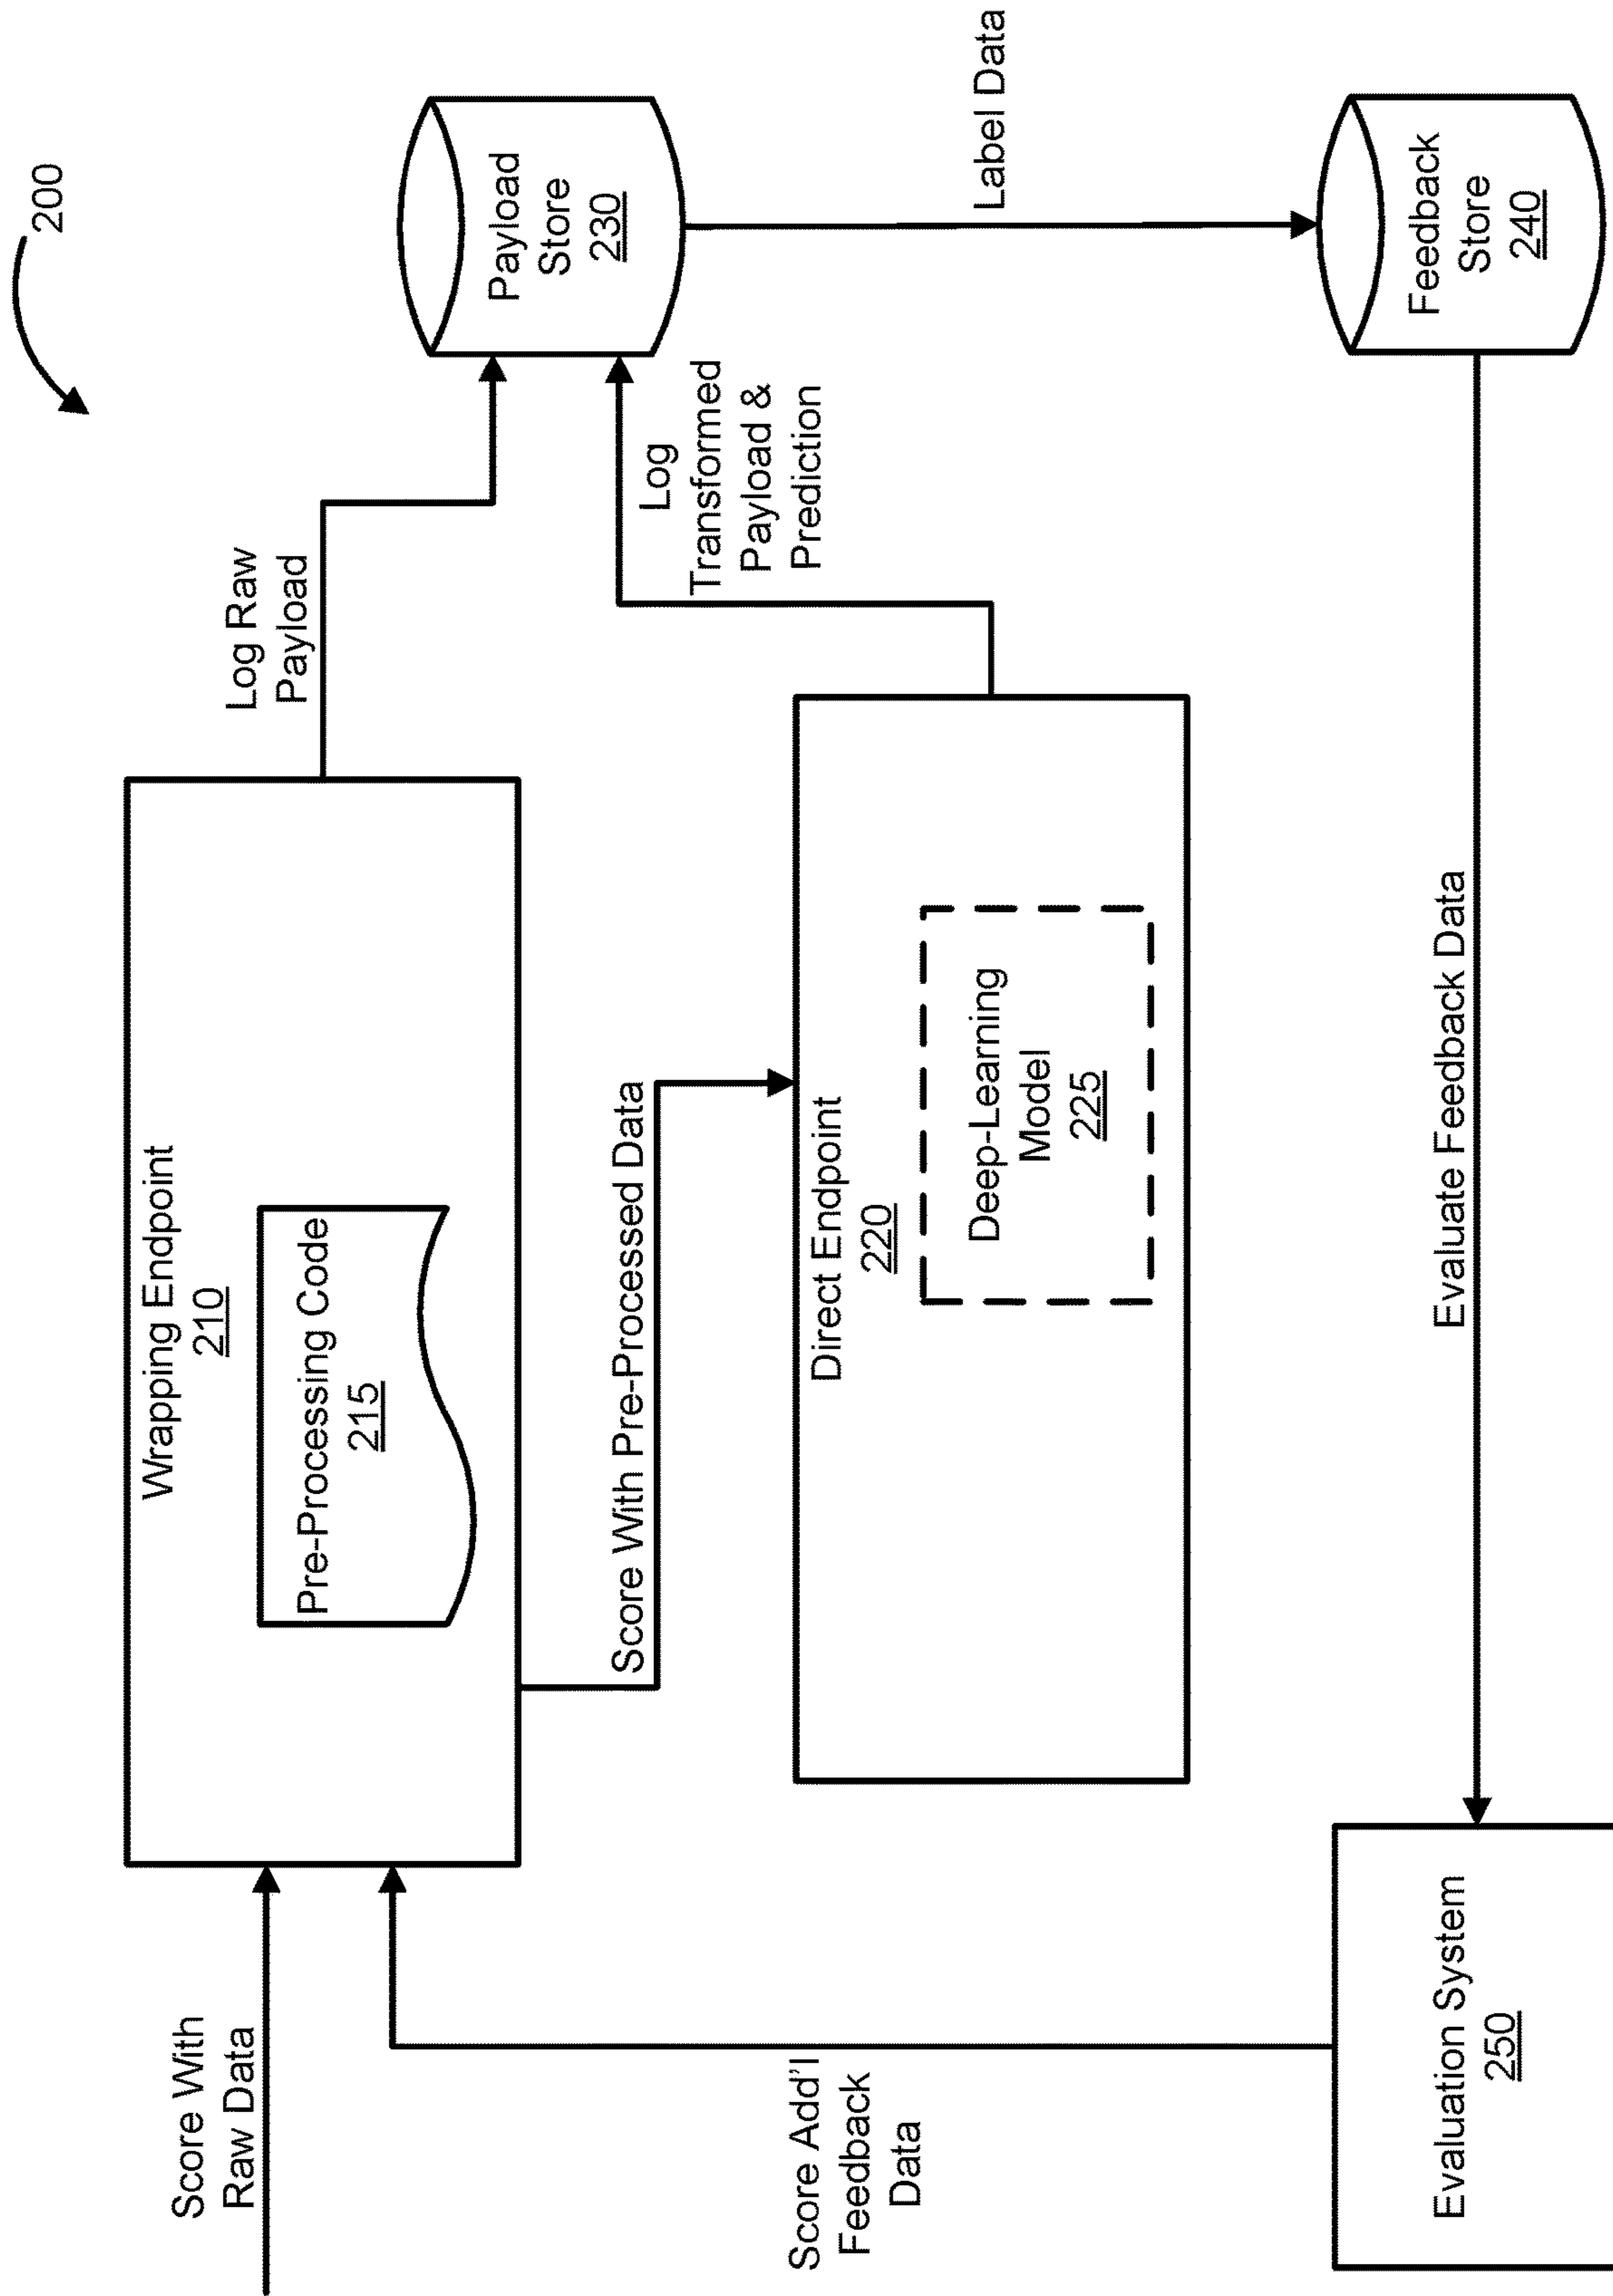 200
Score With
Raw Data
Wrapping Endpoint
210
Pre-Processing Code
215
Log Raw
Payload
Payload
Store
230
Score With Pre-Processed Data
Log
Transformed
Payload &
Prediction
Direct Endpoint
220
Deep-Learning
Model
225
Score Add'l
Feedback
Data
Label Data
Evaluation System
250
Evaluate Feedback Data
Feedback
Store
240